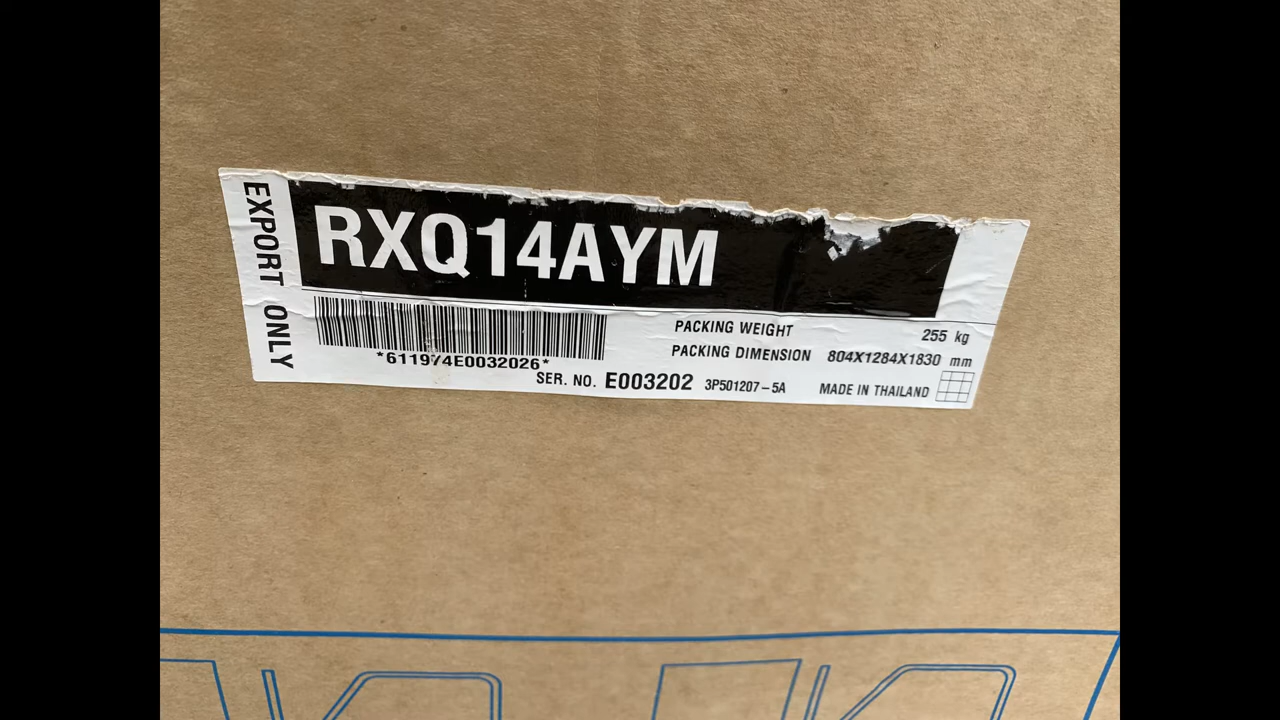 EXPORT ONLY
RXQ14AYM
*611974E0032026*
PACKING WEIGHT 255 kg
PACKING DIMENSION 804X1284X1830 mm
SER. NO. E003202 3P501207-5A MADE IN THAILAND